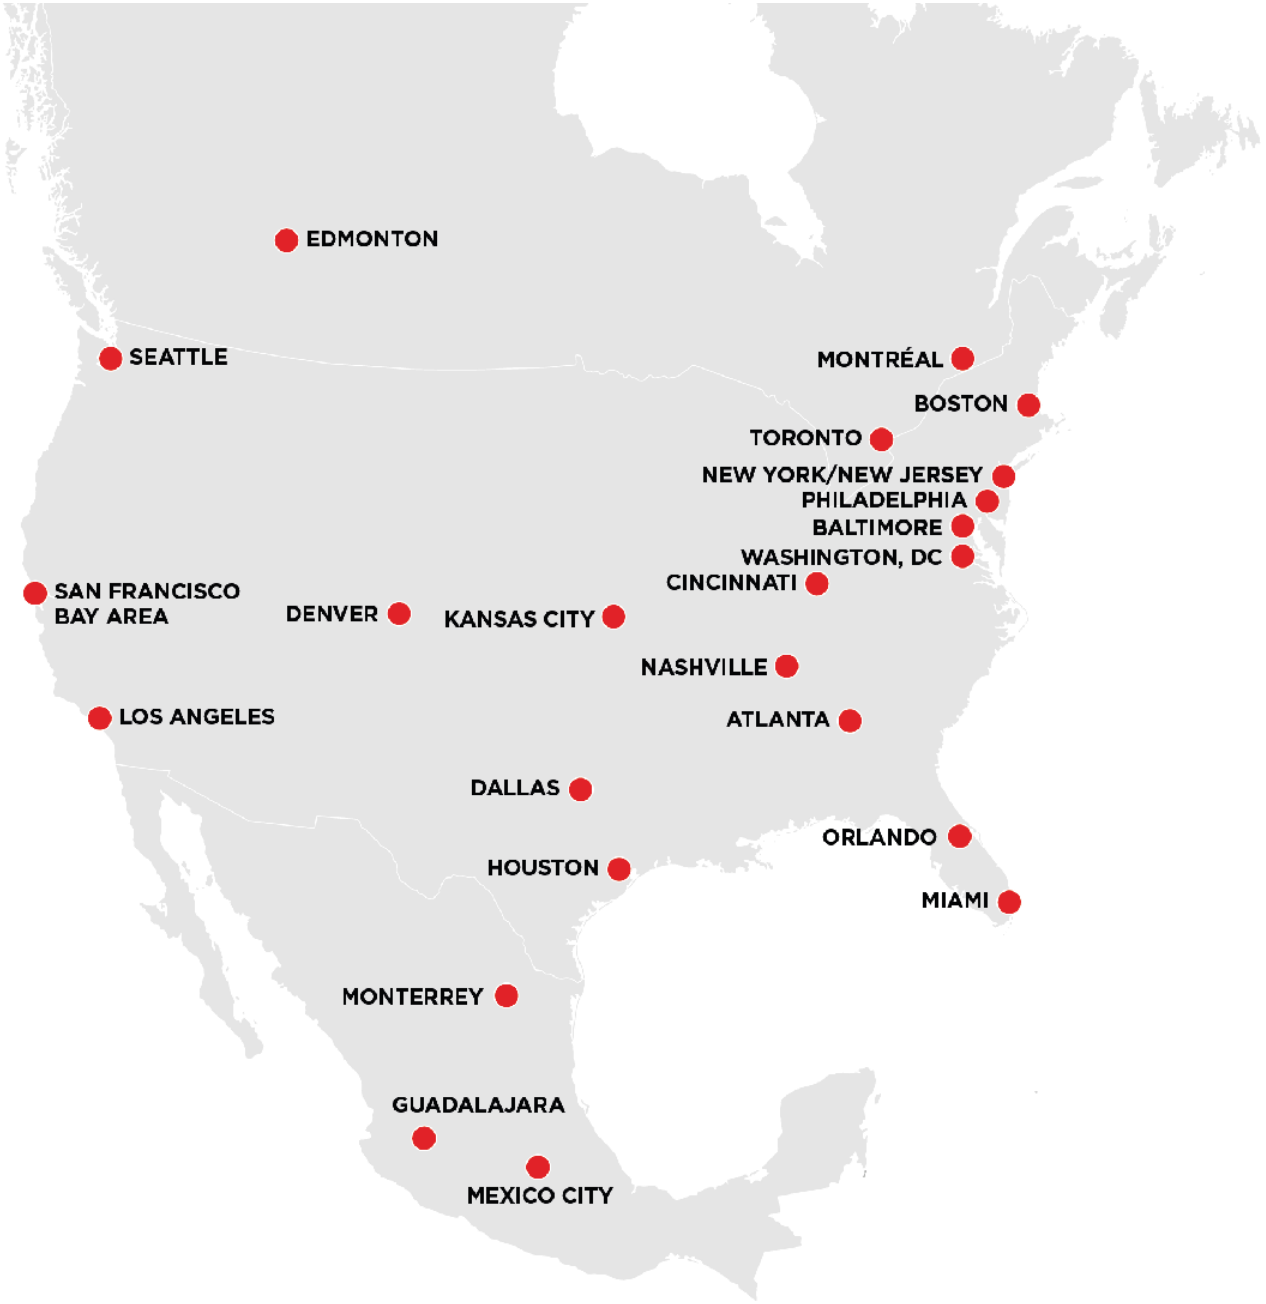 EDMONTON
SEATTLE
MONTRÉAL
BOSTON
TORONTO
NEW YORK/NEW JERSEY
PHILADELPHIA
BALTIMORE
WASHINGTON, DC
CINCINNATI
SAN FRANCISCO
BAY AREA
DENVER
KANSAS CITY
NASHVILLE
LOS ANGELES
ATLANTA
DALLAS
ORLANDO
HOUSTON
MIAMI
MONTERREY
GUADALAJARA
MEXICO CITY